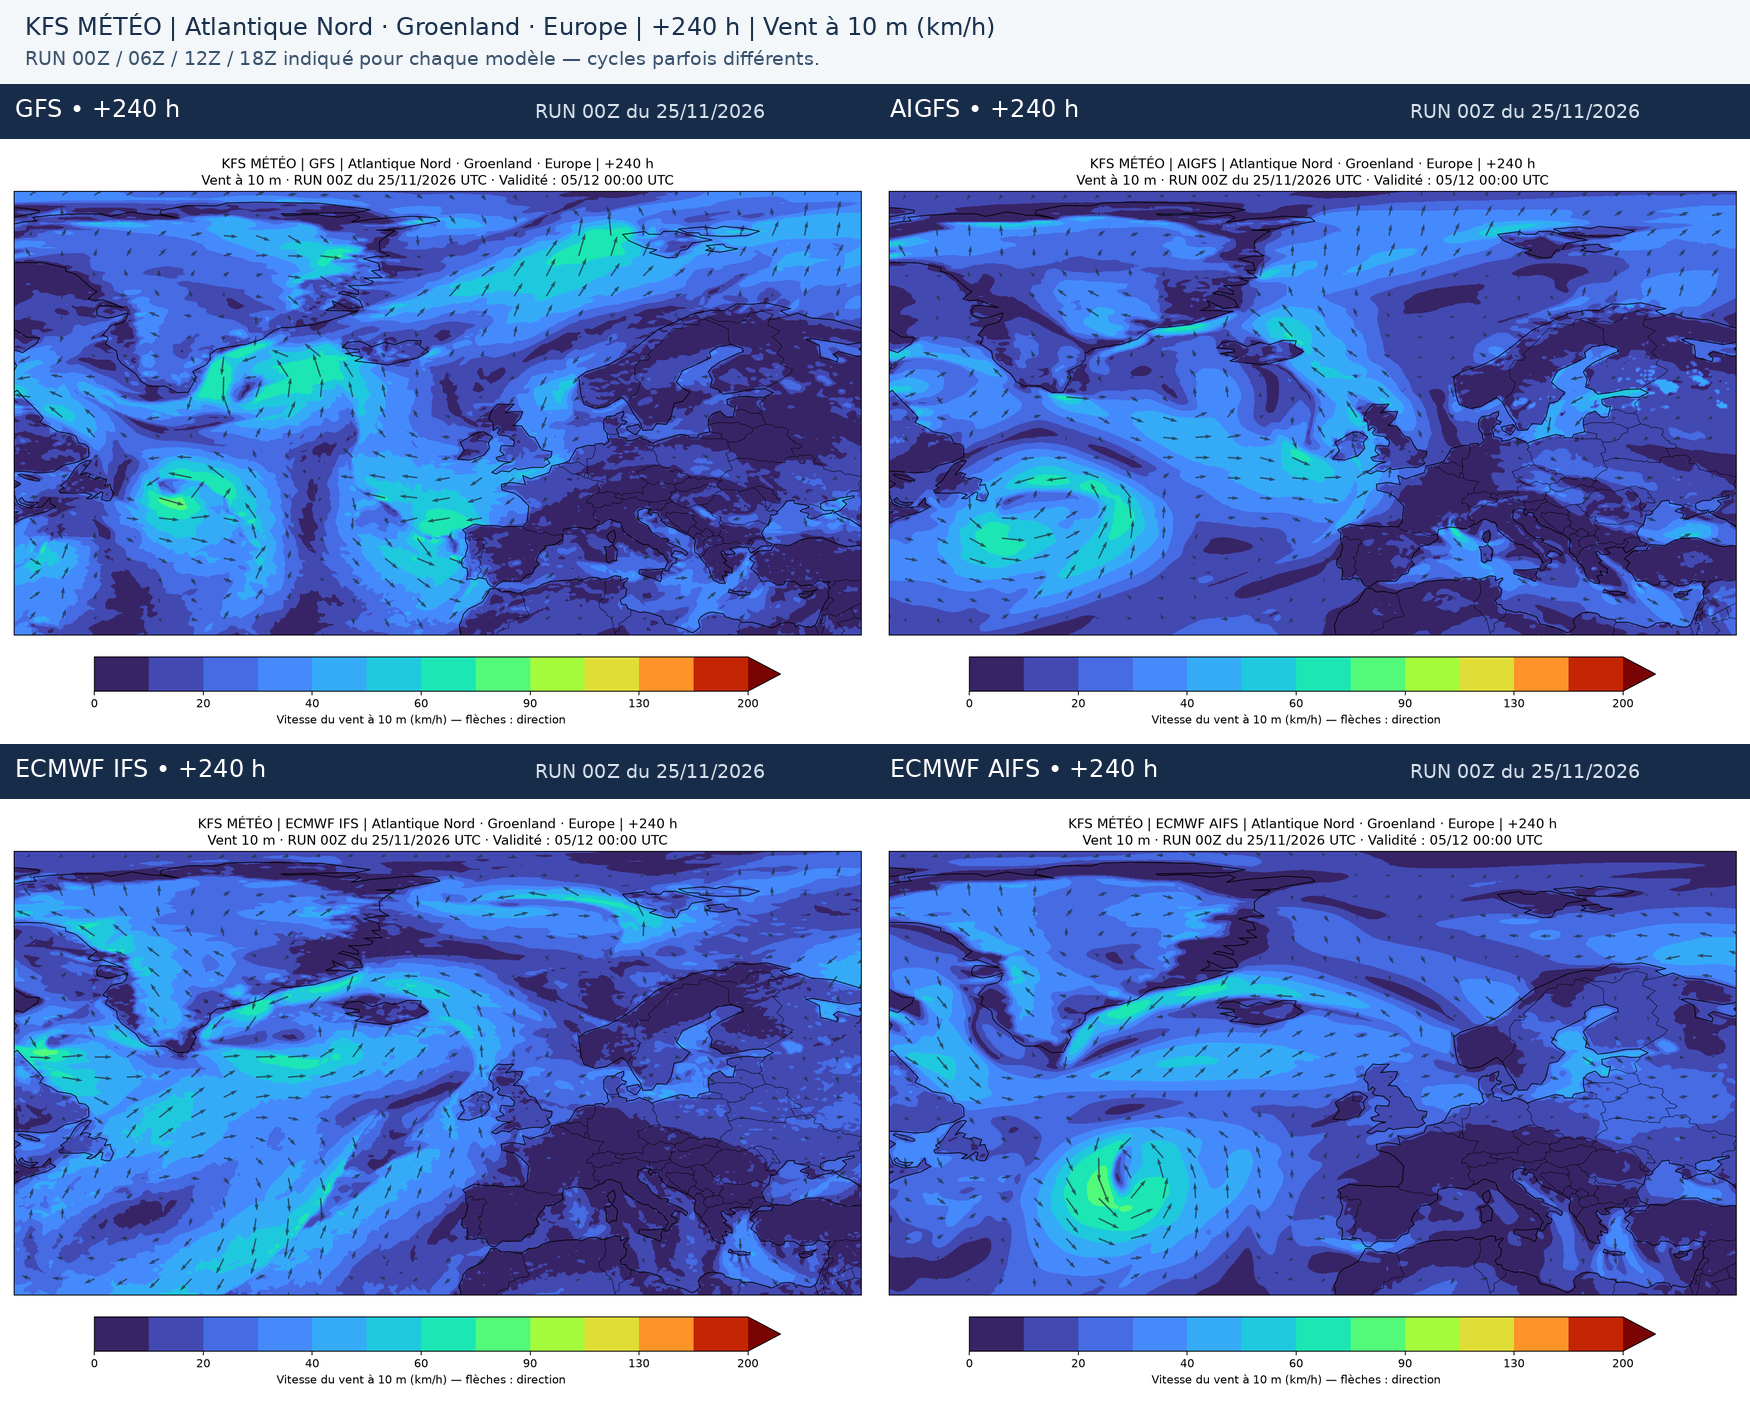 KFS MÉTÉO | Atlantique Nord · Groenland · Europe | +240 h | Vent à 10 m (km/h)
RUN 00Z / 06Z / 12Z / 18Z indiqué pour chaque modèle — cycles parfois différents.
GFS • +240 h
RUN 00Z du 25/11/2026
KFS MÉTÉO | GFS | Atlantique Nord · Groenland · Europe | +240 h
Vent à 10 m · RUN 00Z du 25/11/2026 UTC · Validité : 05/12 00:00 UTC
0 20 40 60 90 130 200
Vitesse du vent à 10 m (km/h) — flèches : direction
AIGFS • +240 h
RUN 00Z du 25/11/2026
KFS MÉTÉO | AIGFS | Atlantique Nord · Groenland · Europe | +240 h
Vent à 10 m · RUN 00Z du 25/11/2026 UTC · Validité : 05/12 00:00 UTC
0 20 40 60 90 130 200
Vitesse du vent à 10 m (km/h) — flèches : direction
ECMWF IFS • +240 h
RUN 00Z du 25/11/2026
KFS MÉTÉO | ECMWF IFS | Atlantique Nord · Groenland · Europe | +240 h
Vent 10 m · RUN 00Z du 25/11/2026 UTC · Validité : 05/12 00:00 UTC
0 20 40 60 90 130 200
Vitesse du vent à 10 m (km/h) — flèches : direction
ECMWF AIFS • +240 h
RUN 00Z du 25/11/2026
KFS MÉTÉO | ECMWF AIFS | Atlantique Nord · Groenland · Europe | +240 h
Vent 10 m · RUN 00Z du 25/11/2026 UTC · Validité : 05/12 00:00 UTC
0 20 40 60 90 130 200
Vitesse du vent à 10 m (km/h) — flèches : direction